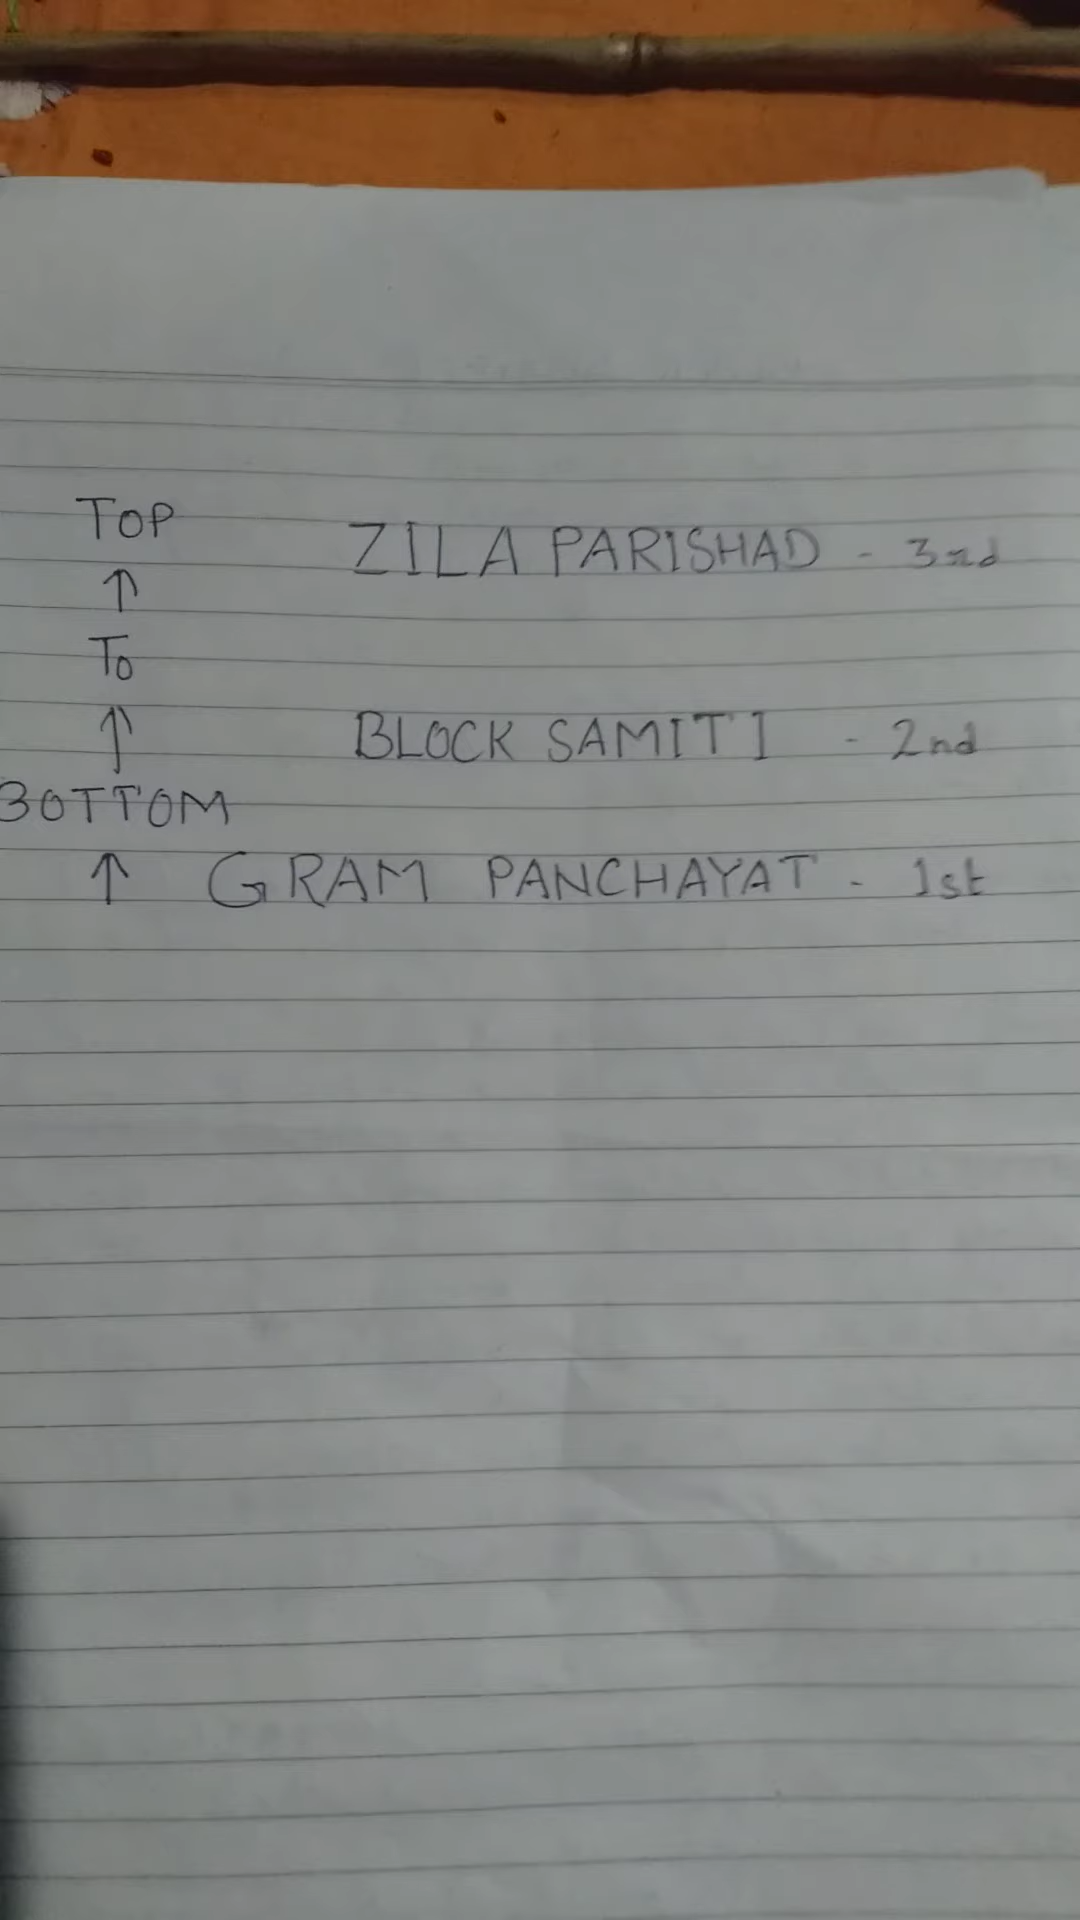 TOP
ZILA PARISHAD - 3rd
↑
To
↑
BLOCK SAMITI - 2nd
BOTTOM
↑ GRAM PANCHAYAT - 1st